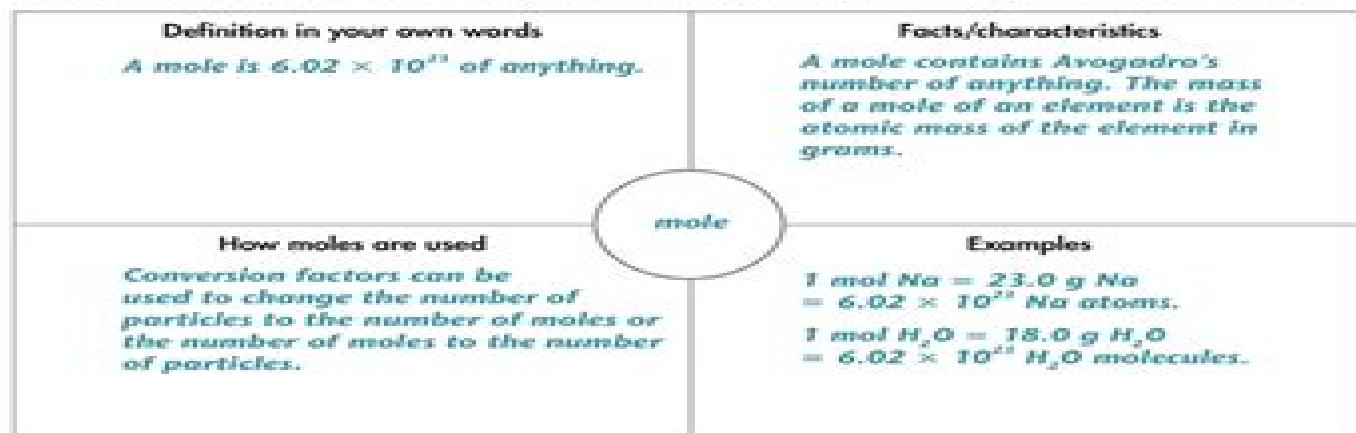 Definition in your own words
A mole is 6.02 × 10²³ of anything.
Facts/characteristics
A mole contains Avogadro's
number of anything. The mass
of a mole of an element is the
atomic mass of the element in
grams.
mole
How moles are used
Conversion factors can be
used to change the number of
particles to the number of moles or
the number of moles to the number
of particles.
Examples
1 mol Na = 23.0 g Na
= 6.02 × 10²³ Na atoms.
1 mol H₂O = 18.0 g H₂O
= 6.02 × 10²³ H₂O molecules.